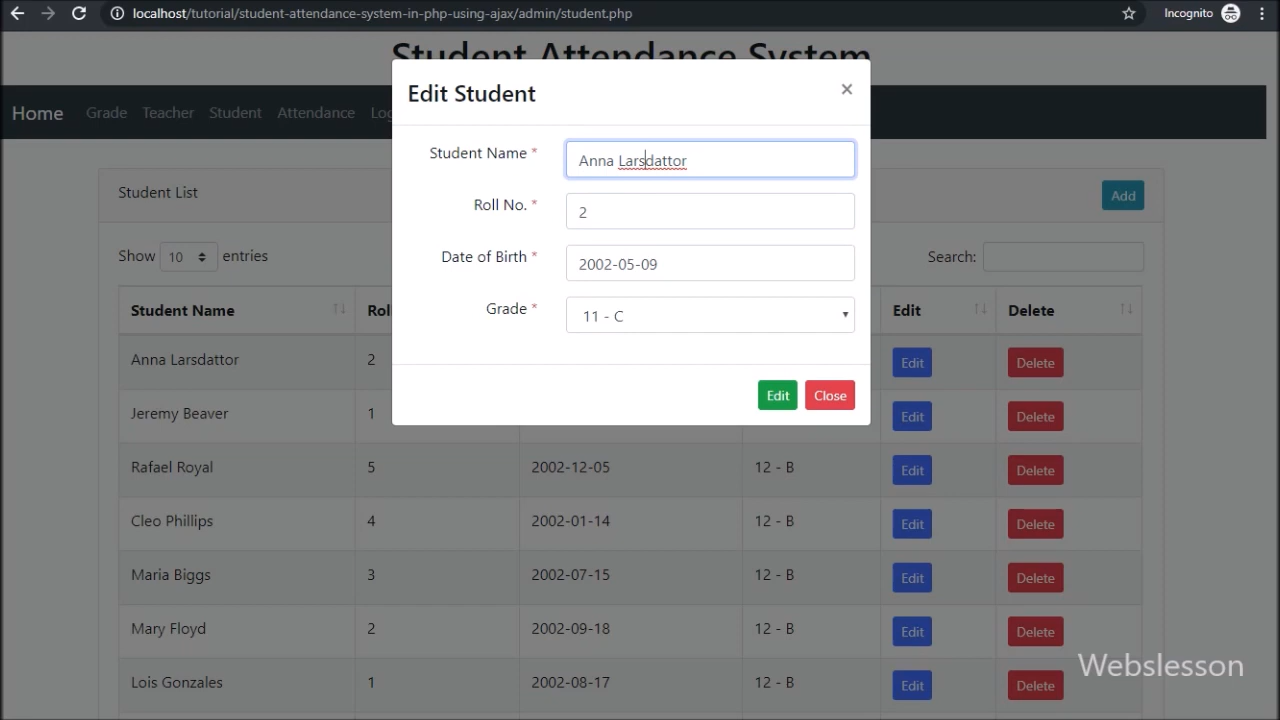 localhost/tutorial/student-attendance-system-in-php-using-ajax/admin/student.php Incognito
Student Attendance System
Home Grade Teacher Student Attendance
Edit Student ×
Student Name * Anna Larsdattor
Roll No. * 2
Date of Birth * 2002-05-09
Grade * 11 - C
Edit Close
Student List Add
Show 10 entries Search:
Student Name Edit Delete
Anna Larsdattor 2 Edit Delete
Jeremy Beaver 1 Edit Delete
Rafael Royal 5 2002-12-05 12 - B Edit Delete
Cleo Phillips 4 2002-01-14 12 - B Edit Delete
Maria Biggs 3 2002-07-15 12 - B Edit Delete
Mary Floyd 2 2002-09-18 12 - B Edit Delete
Lois Gonzales 1 2002-08-17 12 - B Edit Delete
Webslesson